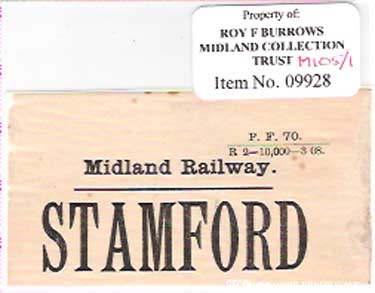 Property of:
ROY F BURROWS
MIDLAND COLLECTION
TRUST M105/1
Item No. 09928
P. F. 70.
R 2—10,000—3 08.
Midland Railway.
STAMFORD